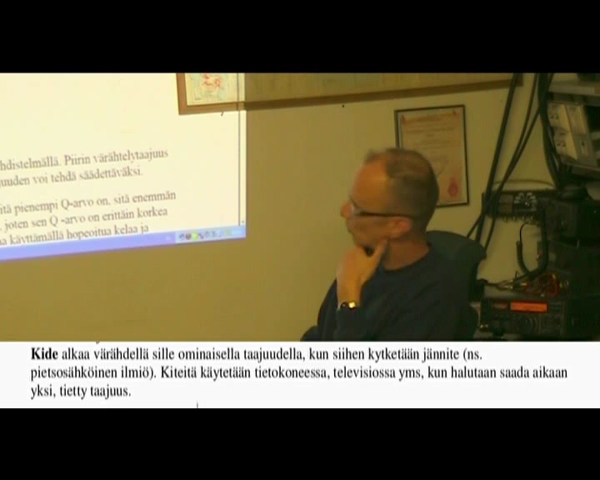 hdistelmällä. Piirin värähtelytaajuus
uuden voi tehdä säädettäväksi.
itä pienempi Q-arvo on, sitä enemmän
joten sen Q -arvo on erittäin korkea
a käyttämällä hopeoitua kelaa ja
Kide alkaa värähdellä sille ominaisella taajuudella, kun siihen kytketään jännite (ns.
pietsosähköinen ilmiö). Kiteitä käytetään tietokoneessa, televisiossa yms, kun halutaan saada aikaan
yksi, tietty taajuus.